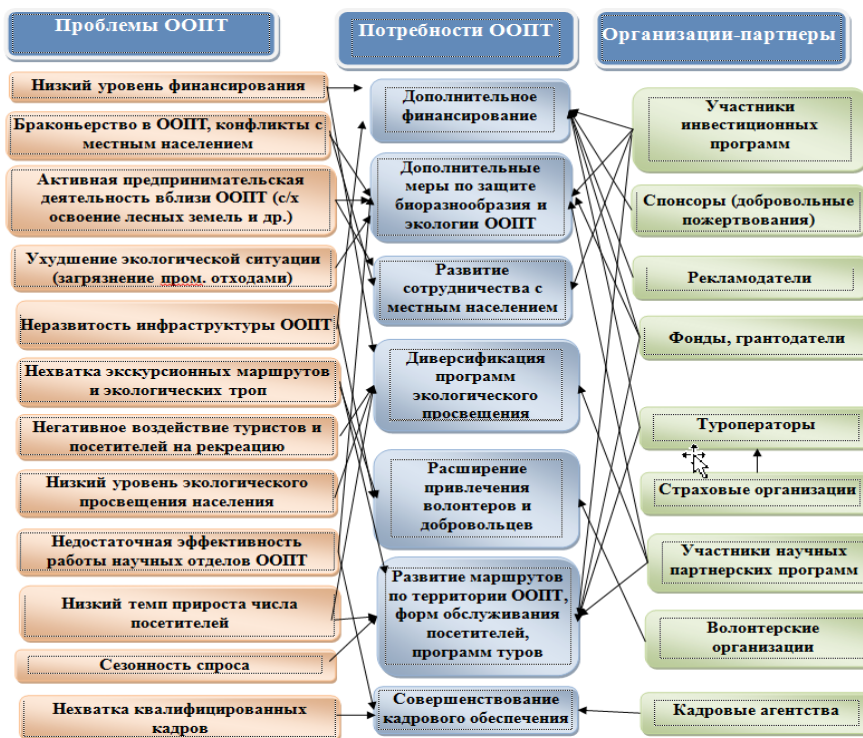 Проблемы ООПТ
Потребности ООПТ
Организации-партнеры
Низкий уровень финансирования
Браконьерство в ООПТ, конфликты с
местным населением
Активная предпринимательская
деятельность вблизи ООПТ (с/х
освоение лесных земель и др.)
Ухудшение экологической ситуации
(загрязнение пром. отходами)
Неразвитость инфраструктуры ООПТ
Нехватка экскурсионных маршрутов
и экологических троп
Негативное воздействие туристов и
посетителей на рекреацию
Низкий уровень экологического
просвещения населения
Недостаточная эффективность
работы научных отделов ООПТ
Низкий темп прироста числа
посетителей
Сезонность спроса
Нехватка квалифицированных
кадров
Дополнительное
финансирование
Дополнительные
меры по защите
биоразнообразия и
экологии ООПТ
Развитие
сотрудничества с
местным населением
Диверсификация
программ
экологического
просвещения
Расширение
привлечения
волонтеров и
добровольцев
Развитие маршрутов
по территории ООПТ,
форм обслуживания
посетителей,
программ туров
Совершенствование
кадрового обеспечения
Участники
инвестиционных
программ
Спонсоры (добровольные
пожертвования)
Рекламодатели
Фонды, грантодатели
Туроператоры
Страховые организации
Участники научных
партнерских программ
Волонтерские
организации
Кадровые агентства